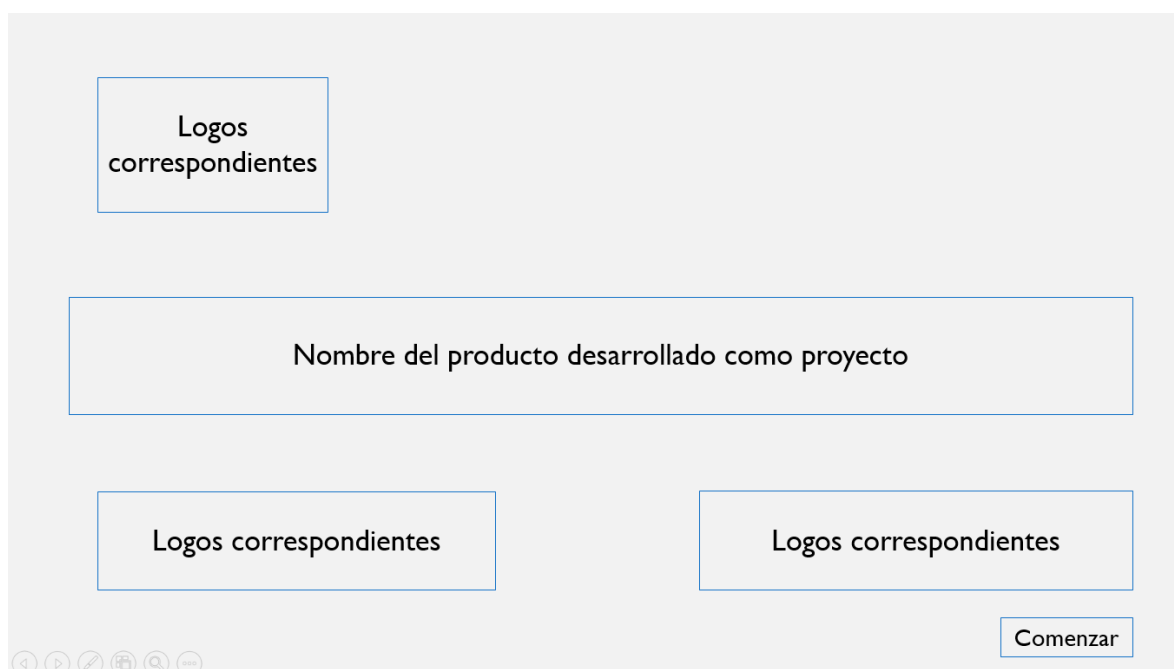 Logos
correspondientes
Nombre del producto desarrollado como proyecto
Logos correspondientes
Logos correspondientes
Comenzar